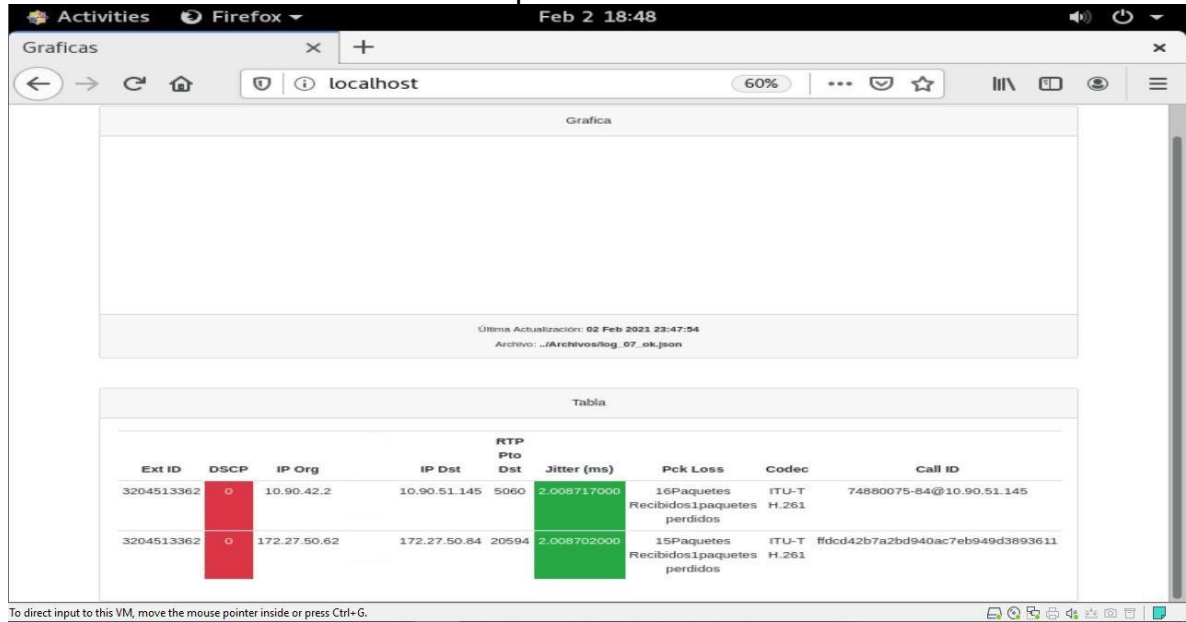 Activities Firefox Feb 2 18:48
Graficas
localhost 60%
Grafica
Última Actualización: 02 Feb 2021 23:47:54
Archivo: ../Archivos/log_07_ok.json
Tabla
RTP
Pto
Ext ID DSCP IP Org IP Dst Dst Jitter (ms) Pck Loss Codec Call ID
3204513362 0 10.90.42.2 10.90.51.145 5060 2.008717000 16Paquetes ITU-T 74880075-84@10.90.51.145
Recibidos1paquetes H.261
perdidos
3204513362 0 172.27.50.62 172.27.50.84 20594 2.008702000 15Paquetes ITU-T ffdcd42b7a2bd940ac7eb949d3893611
Recibidos1paquetes H.261
perdidos
To direct input to this VM, move the mouse pointer inside or press Ctrl+G.